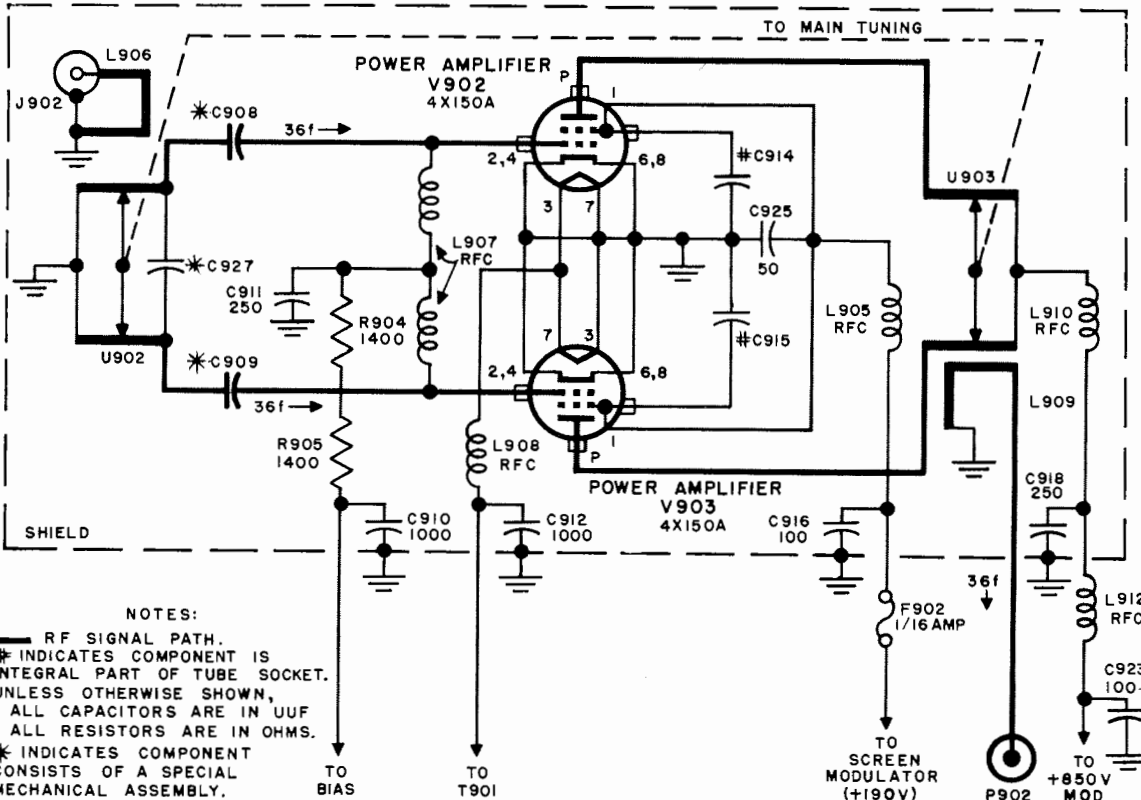 TO MAIN TUNING
L906
J902
POWER AMPLIFIER
V902
4X150A
P
1
✳C908
36f →
2,4
6,8
#C914
U903
3
7
C925
50
L907
RFC
✳C927
C911
250
R904
1400
L905
RFC
L910
RFC
U902
✳C909
7
3
#C915
2,4
6,8
36f →
L909
R905
1400
L908
RFC
P
1
POWER AMPLIFIER
V903
4X150A
C918
250
C910
1000
C912
1000
C916
100
SHIELD
36f
↓
NOTES:
RF SIGNAL PATH.
# INDICATES COMPONENT IS
INTEGRAL PART OF TUBE SOCKET.
UNLESS OTHERWISE SHOWN,
ALL CAPACITORS ARE IN UUF
ALL RESISTORS ARE IN OHMS.
✳ INDICATES COMPONENT
CONSISTS OF A SPECIAL
MECHANICAL ASSEMBLY.
F902
1/16 AMP
L912
RFC
C923
100
TO
BIAS
TO
T901
TO
SCREEN
MODULATOR
(+190V)
P902
TO
+850V
MOD